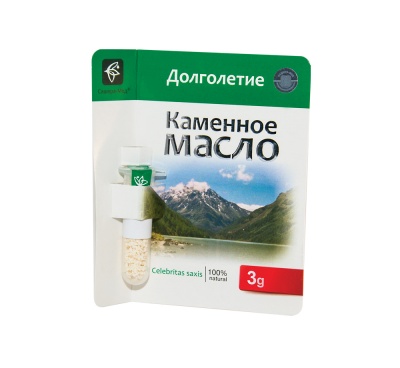 Долголетие
Каменное
масло
Celebritas saxis
100%
natural
3g